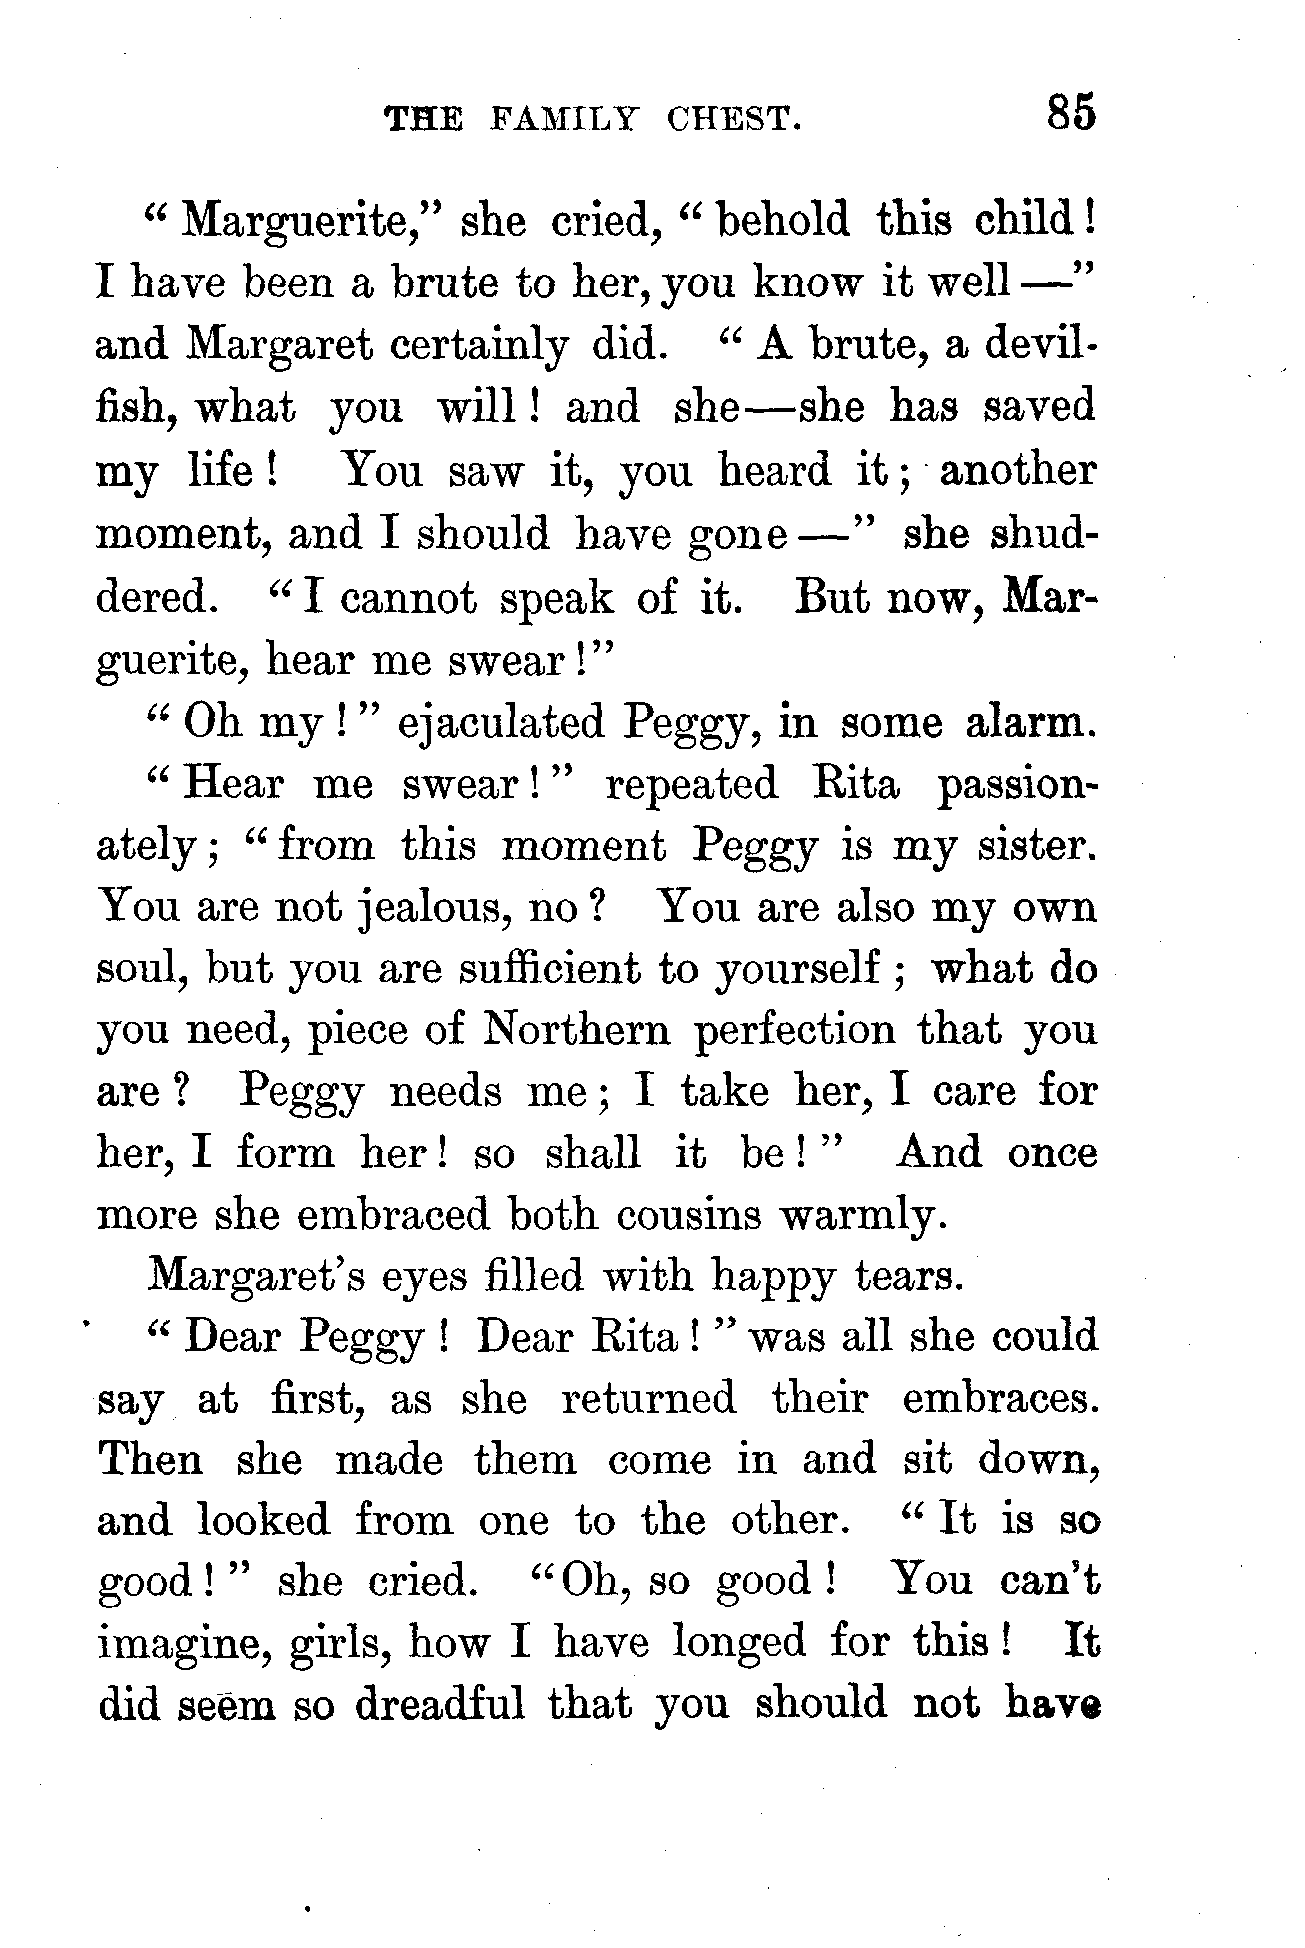 THE FAMILY CHEST. 85
“ Marguerite,” she cried, “ behold this child !
I have been a brute to her, you know it well —”
and Margaret certainly did. “ A brute, a devil-
fish, what you will ! and she—she has saved
my life ! You saw it, you heard it ; another
moment, and I should have gone —” she shud-
dered. “ I cannot speak of it. But now, Mar-
guerite, hear me swear !”
“ Oh my ! ” ejaculated Peggy, in some alarm.
“ Hear me swear ! ” repeated Rita passion-
ately ; “ from this moment Peggy is my sister.
You are not jealous, no ? You are also my own
soul, but you are sufficient to yourself ; what do
you need, piece of Northern perfection that you
are ? Peggy needs me ; I take her, I care for
her, I form her ! so shall it be ! ” And once
more she embraced both cousins warmly.
Margaret’s eyes filled with happy tears.
“ Dear Peggy ! Dear Rita ! ” was all she could
say at first, as she returned their embraces.
Then she made them come in and sit down,
and looked from one to the other. “ It is so
good ! ” she cried. “ Oh, so good ! You can’t
imagine, girls, how I have longed for this ! It
did seem so dreadful that you should not have